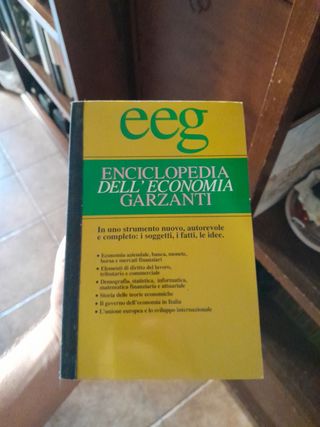 eeg
ENCICLOPEDIA
DELL'ECONOMIA
GARZANTI
In uno strumento nuovo, autorevole
e completo: i soggetti, i fatti, le idee.
• Economia aziendale, banca, moneta,
borsa e mercati finanziari
• Elementi di diritto del lavoro,
tributario e commerciale
• Demografia, statistica, informatica,
matematica finanziaria e attuariale
• Storia delle teorie economiche
• Il governo dell'economia in Italia
• L'unione europea e lo sviluppo internazionale